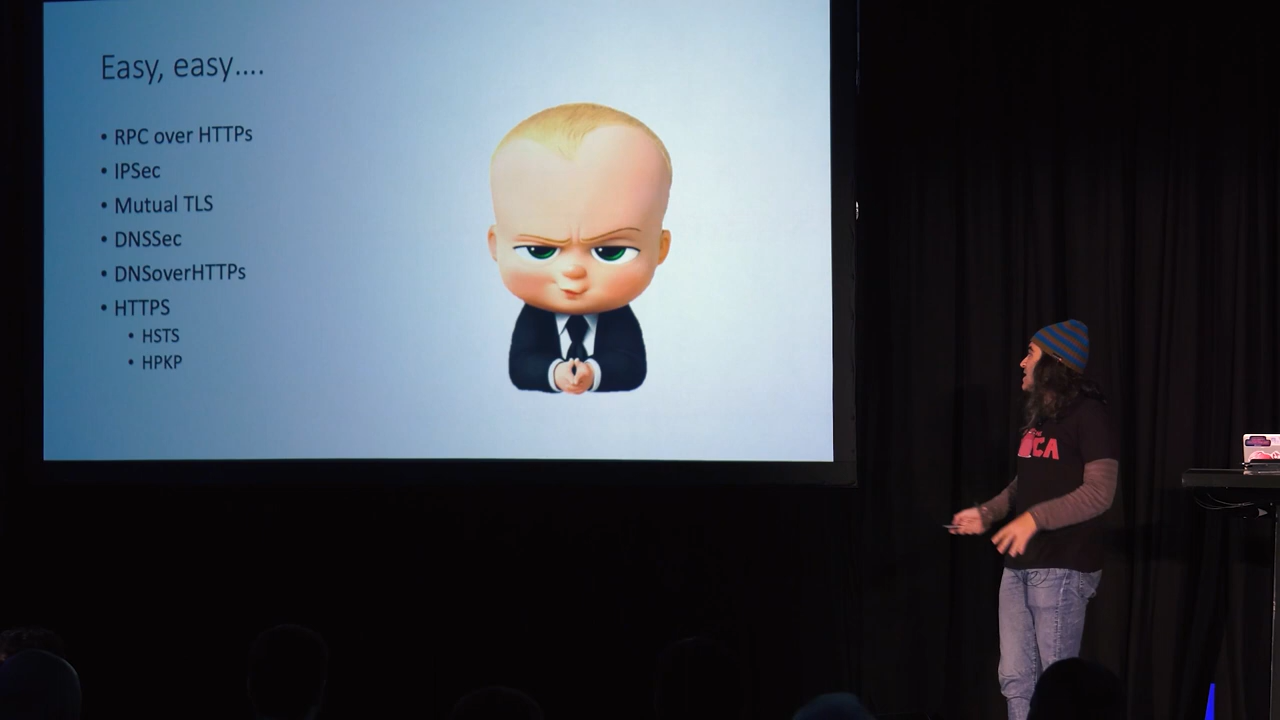 Easy, easy....
• RPC over HTTPs
• IPSec
• Mutual TLS
• DNSSec
• DNSoverHTTPs
• HTTPS
• HSTS
• HPKP